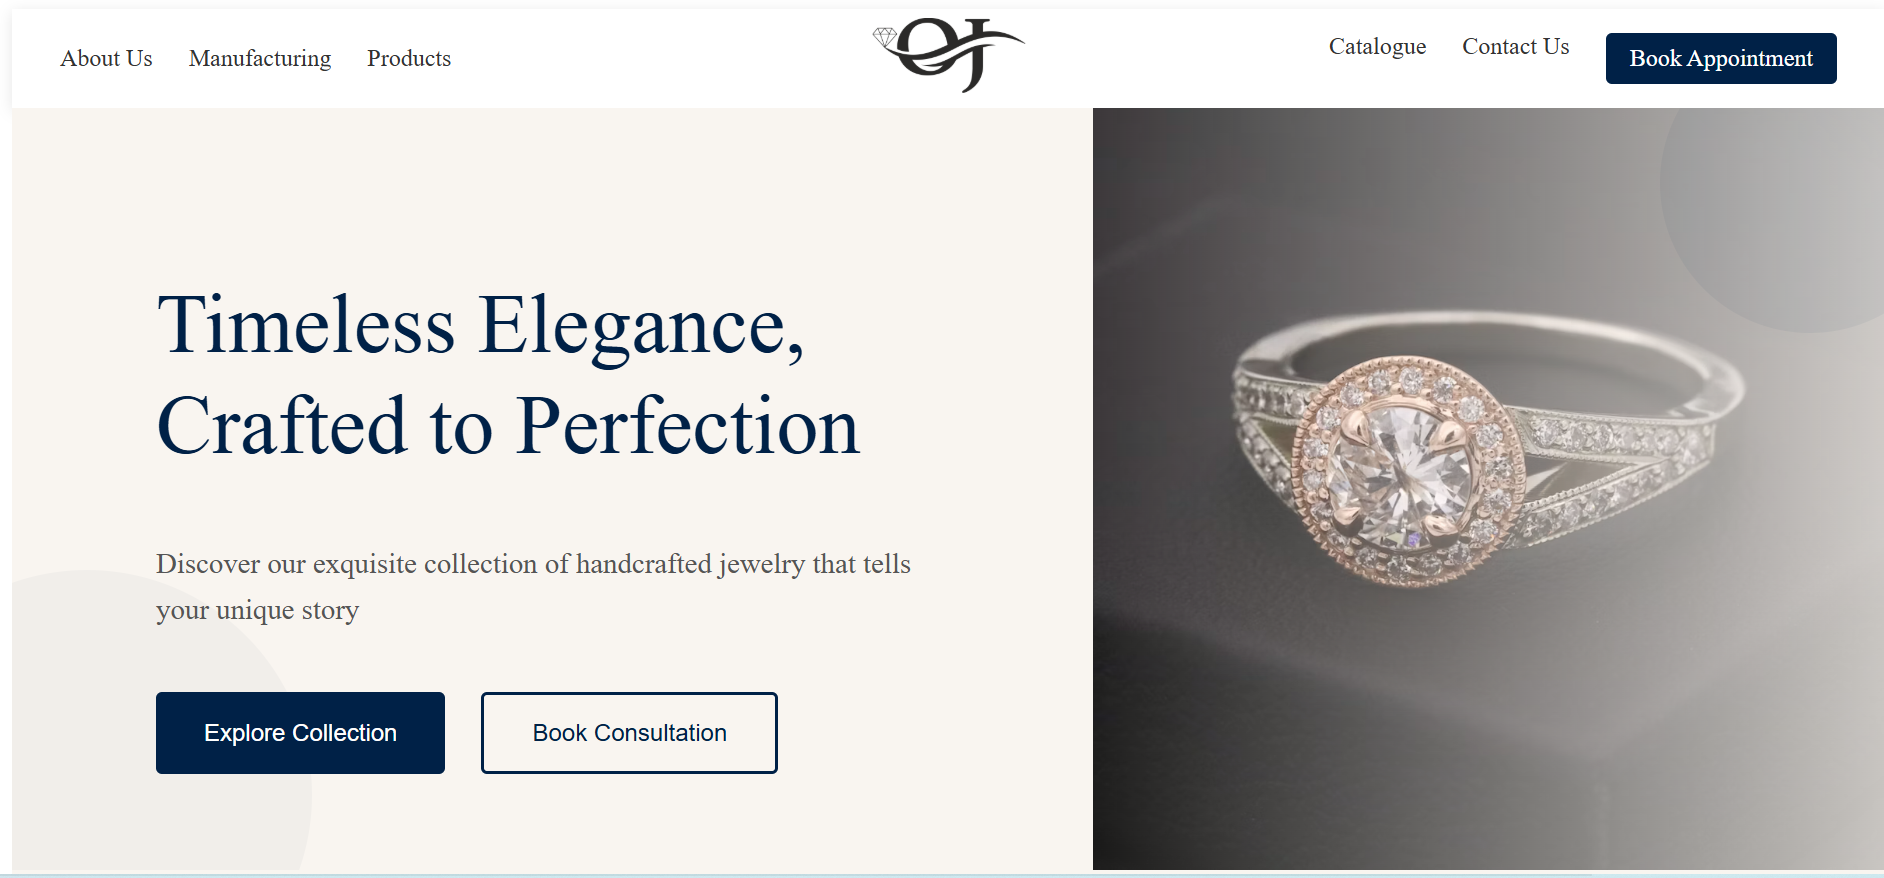 About Us Manufacturing Products OJ Catalogue Contact Us Book Appointment
Timeless Elegance,
Crafted to Perfection
Discover our exquisite collection of handcrafted jewelry that tells
your unique story
Explore Collection Book Consultation